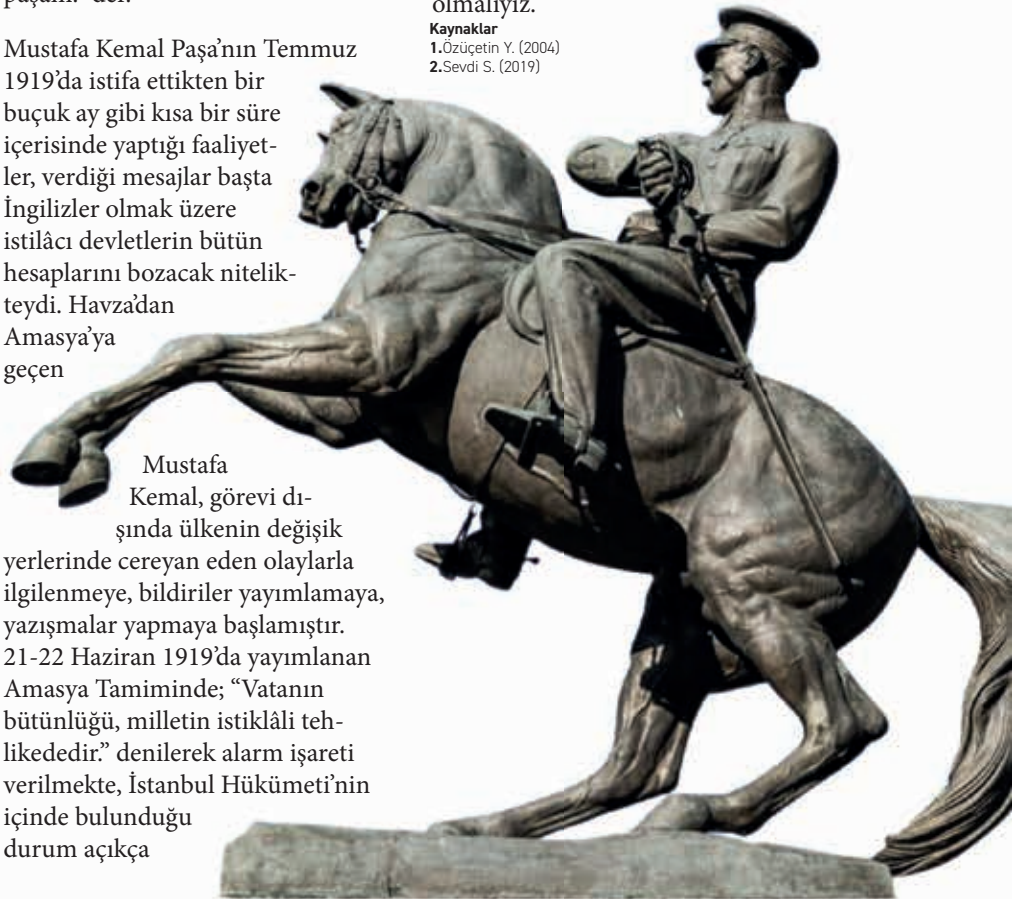 paşam.” der.
Mustafa Kemal Paşa’nın Temmuz
1919’da istifa ettikten bir
buçuk ay gibi kısa bir süre
içerisinde yaptığı faaliyet-
ler, verdiği mesajlar başta
İngilizler olmak üzere
istilâcı devletlerin bütün
hesaplarını bozacak nitelik-
teydi. Havza’dan
Amasya’ya
geçen
Mustafa
Kemal, görevi dı-
şında ülkenin değişik
yerlerinde cereyan eden olaylarla
ilgilenmeye, bildiriler yayımlamaya,
yazışmalar yapmaya başlamıştır.
21-22 Haziran 1919’da yayımlanan
Amasya Tamiminde; “Vatanın
bütünlüğü, milletin istiklâli teh-
likededir.” denilerek alarm işareti
verilmekte, İstanbul Hükümeti’nin
içinde bulunduğu
durum açıkça
olmalıyız.
Kaynaklar
1.Özüçetin Y. (2004)
2.Sevdi S. (2019)